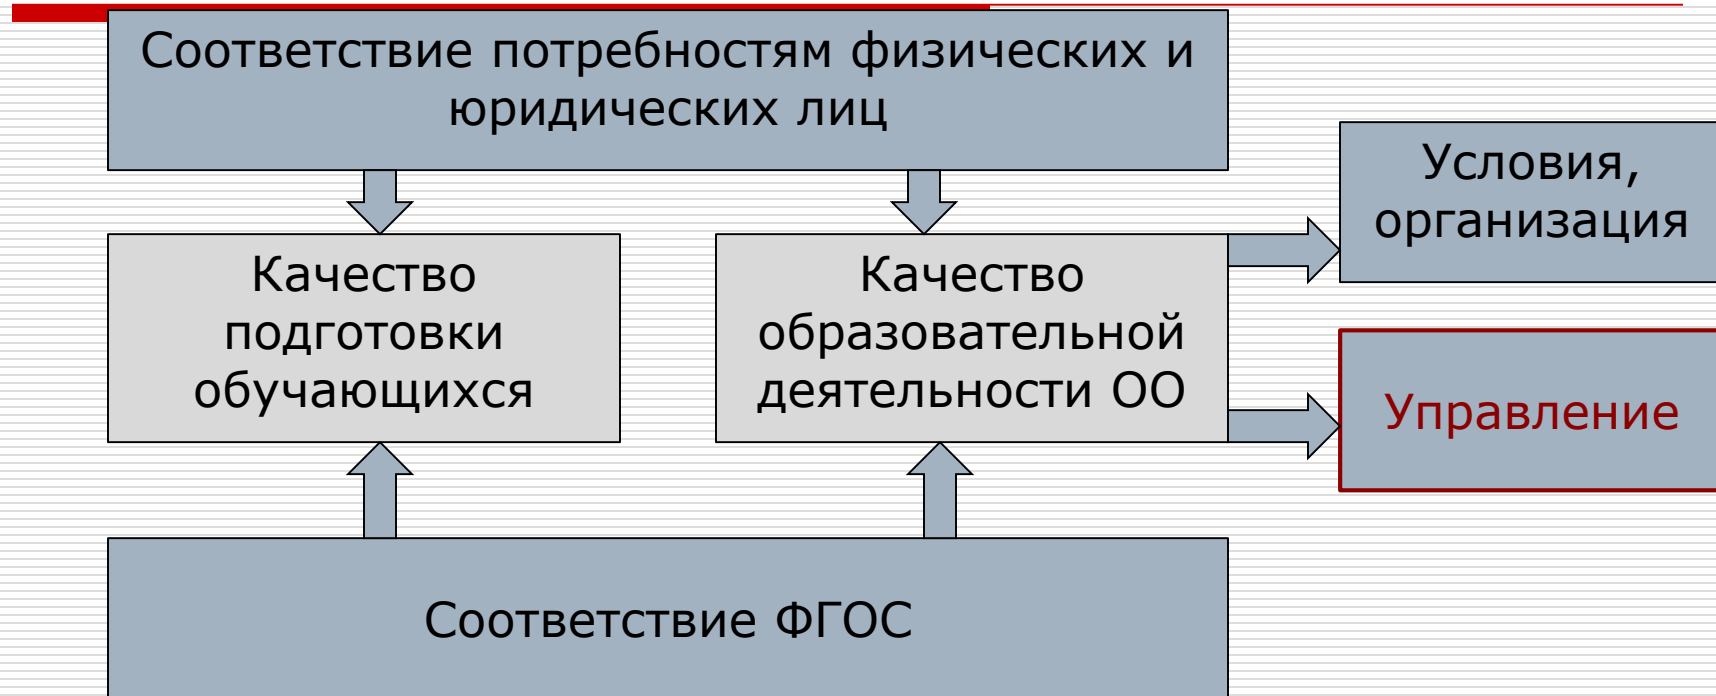 Соответствие потребностям физических и
юридических лиц
Условия,
организация
Качество
подготовки
обучающихся
Качество
образовательной
деятельности ОО
Управление
Соответствие ФГОС